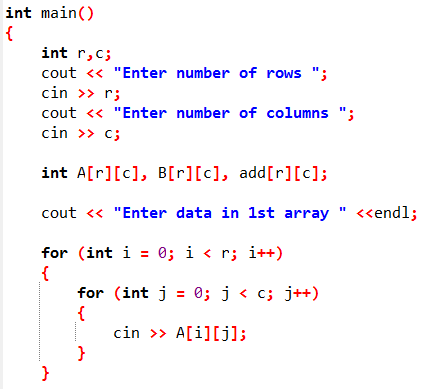 int main()
{
int r,c;
cout << "Enter number of rows ";
cin >> r;
cout << "Enter number of columns ";
cin >> c;
int A[r][c], B[r][c], add[r][c];
cout << "Enter data in 1st array " <<endl;
for (int i = 0; i < r; i++)
{
for (int j = 0; j < c; j++)
{
cin >> A[i][j];
}
}